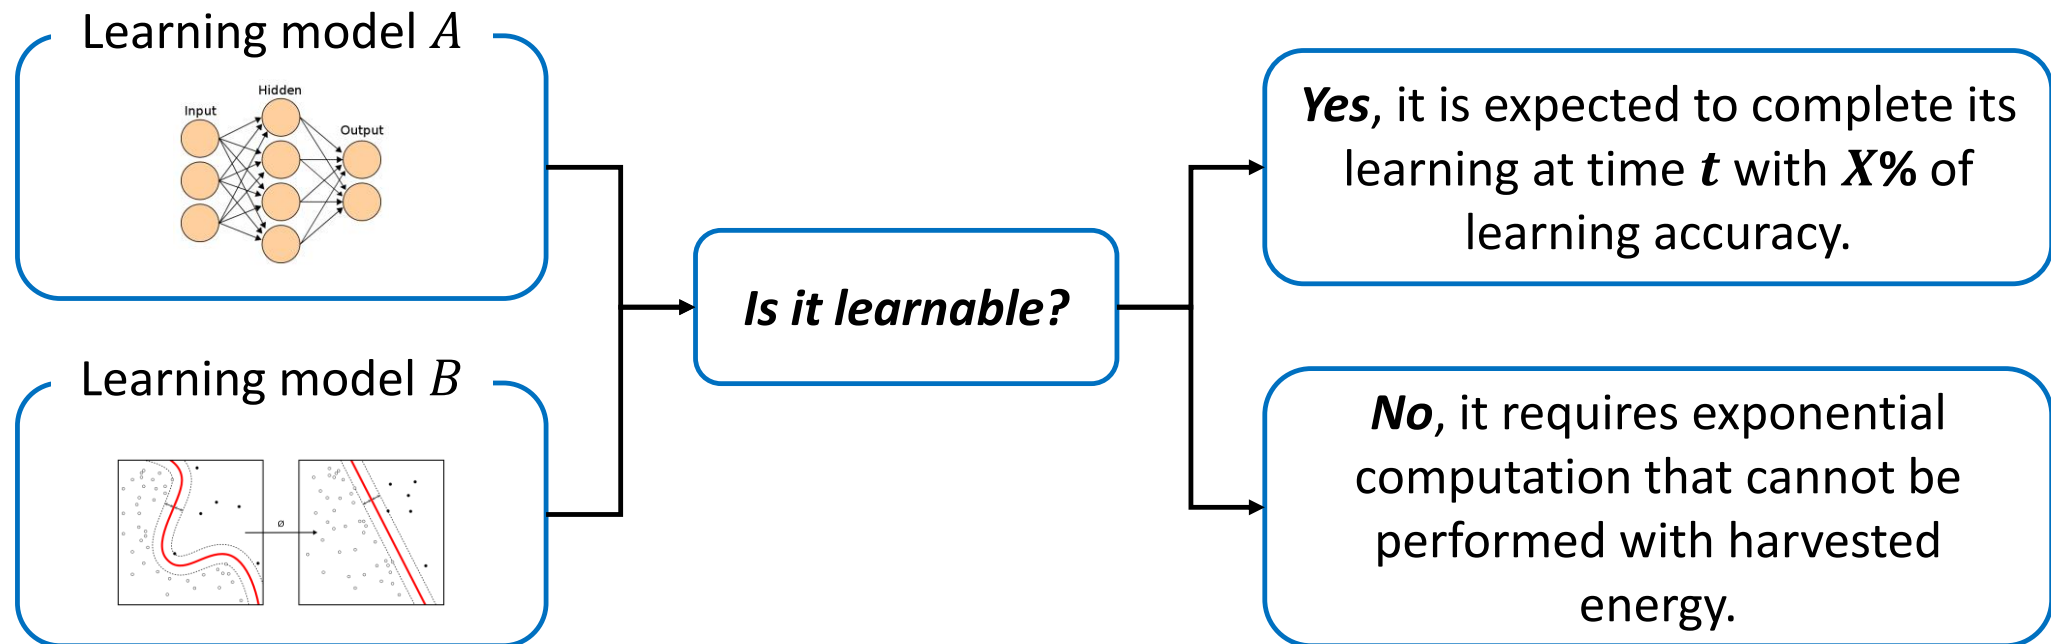 Learning model A
Hidden
Input
Output
Learning model B
ø
Is it learnable?
Yes, it is expected to complete its
learning at time t with X% of
learning accuracy.
No, it requires exponential
computation that cannot be
performed with harvested
energy.